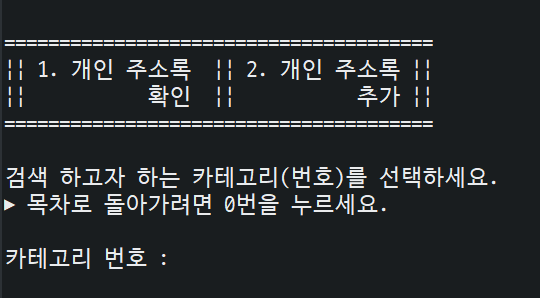 =======================================
¦¦ 1. 개인 주소록  ¦¦ 2. 개인 주소록 ¦¦
¦¦           확인  ¦¦           추가 ¦¦
=======================================
검색 하고자 하는 카테고리(번호)를 선택하세요.
▶ 목차로 돌아가려면 0번을 누르세요.
카테고리 번호 :